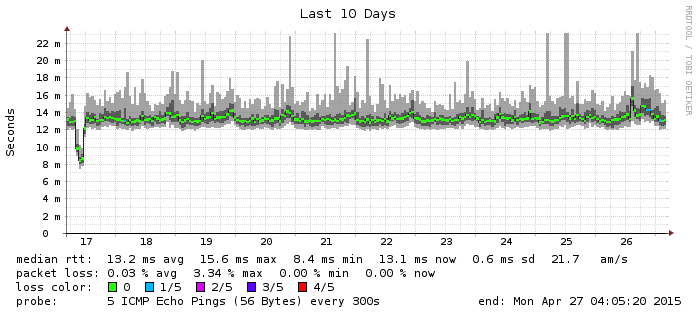 Last 10 Days
RRDTOOL / TOBI OETIKER
Seconds
22 m
20 m
18 m
16 m
14 m
12 m
10 m
8 m
6 m
4 m
2 m
0
17 18 19 20 21 22 23 24 25 26
median rtt: 13.2 ms avg 15.6 ms max 8.4 ms min 13.1 ms now 0.6 ms sd 21.7 am/s
packet loss: 0.03 % avg 3.34 % max 0.00 % min 0.00 % now
loss color: 0 1/5 2/5 3/5 4/5
probe: 5 ICMP Echo Pings (56 Bytes) every 300s end: Mon Apr 27 04:05:20 2015